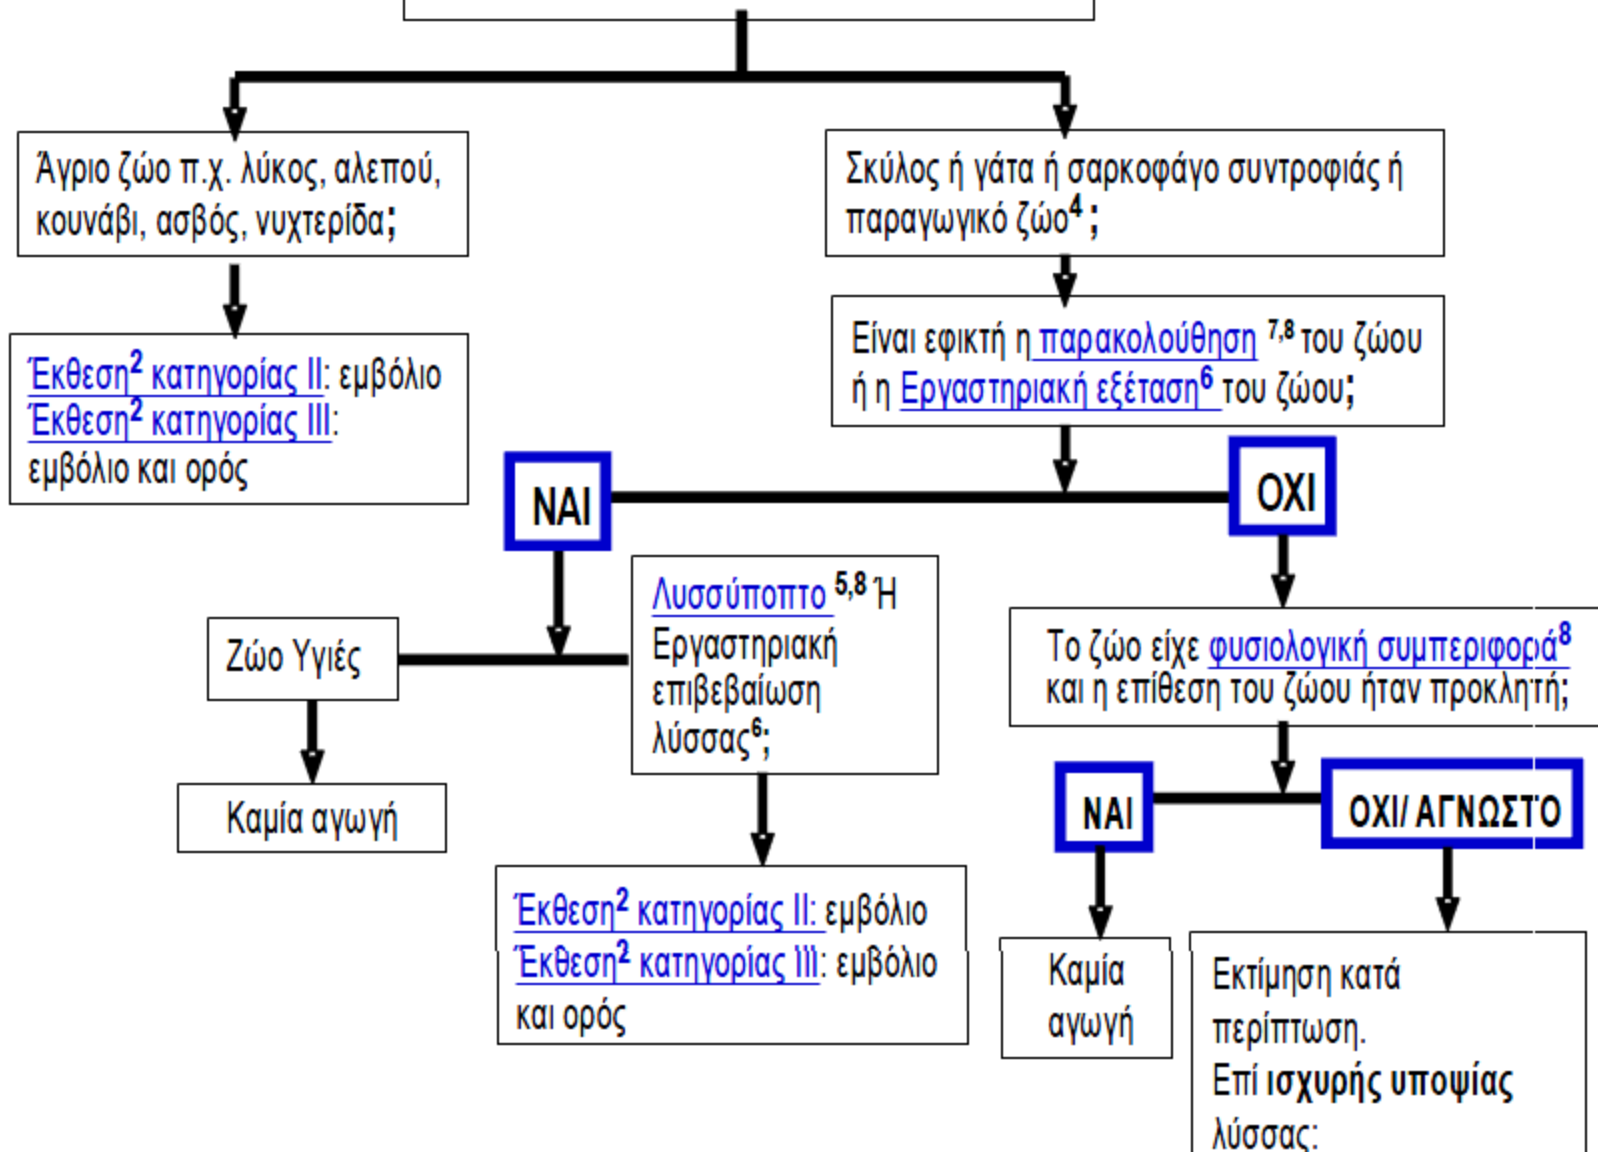 Άγριο ζώο π.χ. λύκος, αλεπού,
κουνάβι, ασβός, νυχτερίδα;
Σκύλος ή γάτα ή σαρκοφάγο συντροφιάς ή
παραγωγικό ζώο4 ;
Έκθεση2 κατηγορίας ΙΙ: εμβόλιο
Έκθεση2 κατηγορίας ΙΙΙ:
εμβόλιο και ορός
Είναι εφικτή η παρακολούθηση 7,8 του ζώου
ή η Εργαστηριακή εξέταση6 του ζώου;
ΝΑΙ
ΟΧΙ
Ζώο Υγιές
Λυσσύποπτο 5,8 Ή
Εργαστηριακή
επιβεβαίωση
λύσσας6;
Το ζώο είχε φυσιολογική συμπεριφορά8
και η επίθεση του ζώου ήταν προκλητή;
Καμία αγωγή
ΝΑΙ
ΟΧΙ/ ΑΓΝΩΣΤΟ
Έκθεση2 κατηγορίας ΙΙ: εμβόλιο
Έκθεση2 κατηγορίας ΙΙΙ: εμβόλιο
και ορός
Καμία
αγωγή
Εκτίμηση κατά
περίπτωση.
Επί ισχυρής υποψίας
λύσσας: